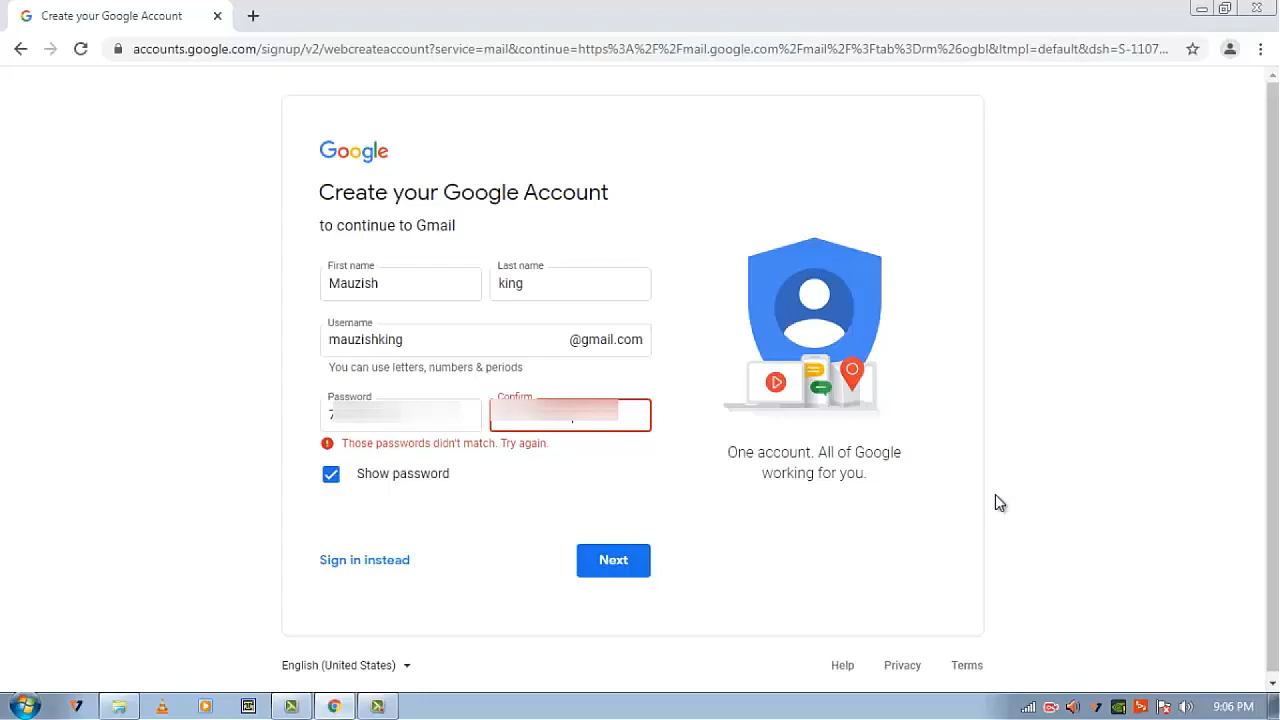 Create your Google Account
accounts.google.com/signup/v2/webcreateaccount?service=mail&continue=https%3A%2F%2Fmail.google.com%2Fmail%2F%3Ftab%3Drm%26ogbl&ltmpl=default&dsh=S-1107...
Google
Create your Google Account
to continue to Gmail
First name
Last name
Mauzish
king
Username
mauzishking
@gmail.com
You can use letters, numbers & periods
Password
Confirm
Those passwords didn't match. Try again.
Show password
One account. All of Google
working for you.
Sign in instead
Next
English (United States)
Help
Privacy
Terms
9:06 PM